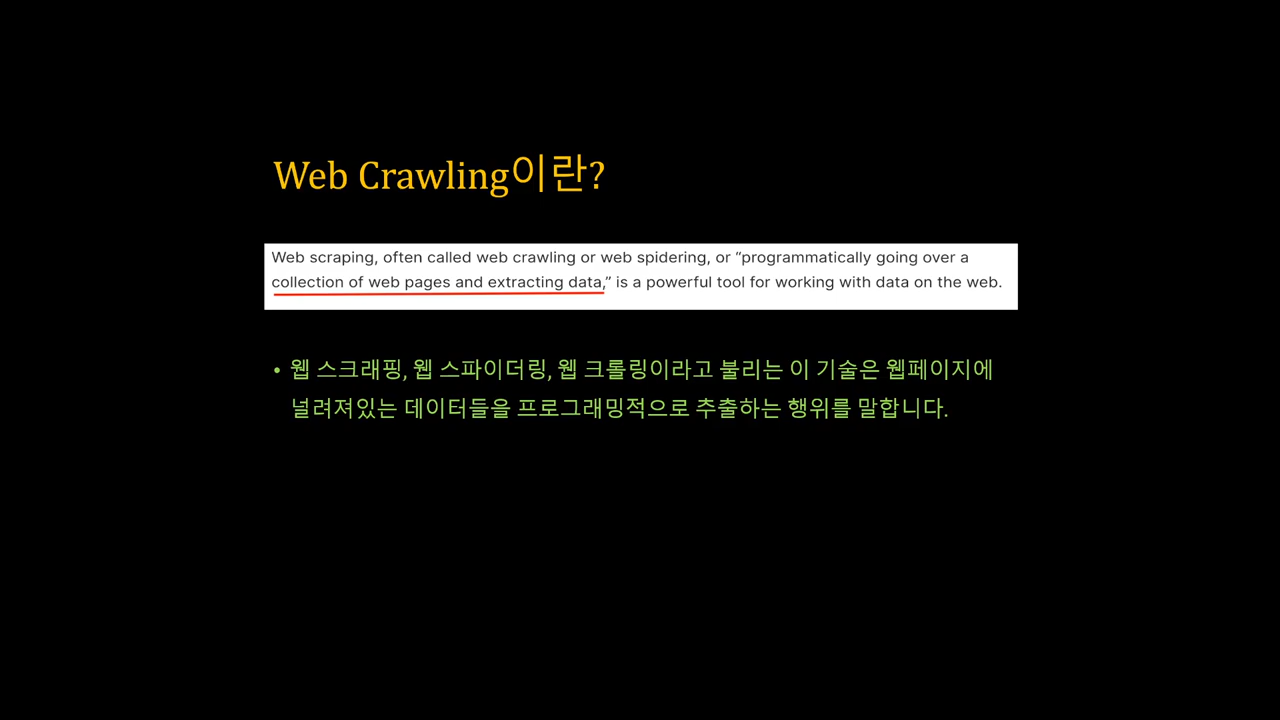 Web Crawling이란?
Web scraping, often called web crawling or web spidering, or “programmatically going over a
collection of web pages and extracting data,” is a powerful tool for working with data on the web.
• 웹 스크래핑, 웹 스파이더링, 웹 크롤링이라고 불리는 이 기술은 웹페이지에
널려져있는 데이터들을 프로그래밍적으로 추출하는 행위를 말합니다.